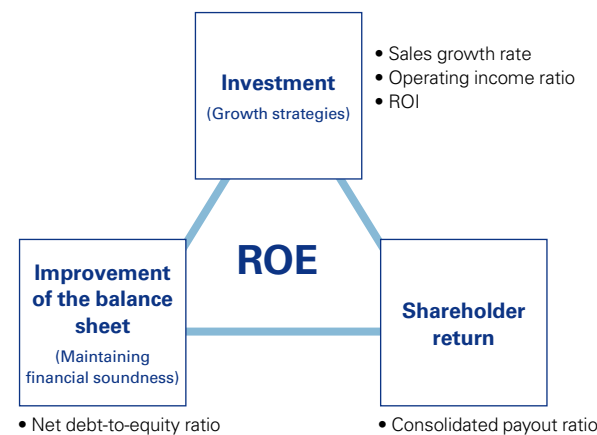 Investment
(Growth strategies)
• Sales growth rate
• Operating income ratio
• ROI
ROE
Improvement
of the balance
sheet
(Maintaining
financial soundness)
• Net debt-to-equity ratio
Shareholder
return
• Consolidated payout ratio